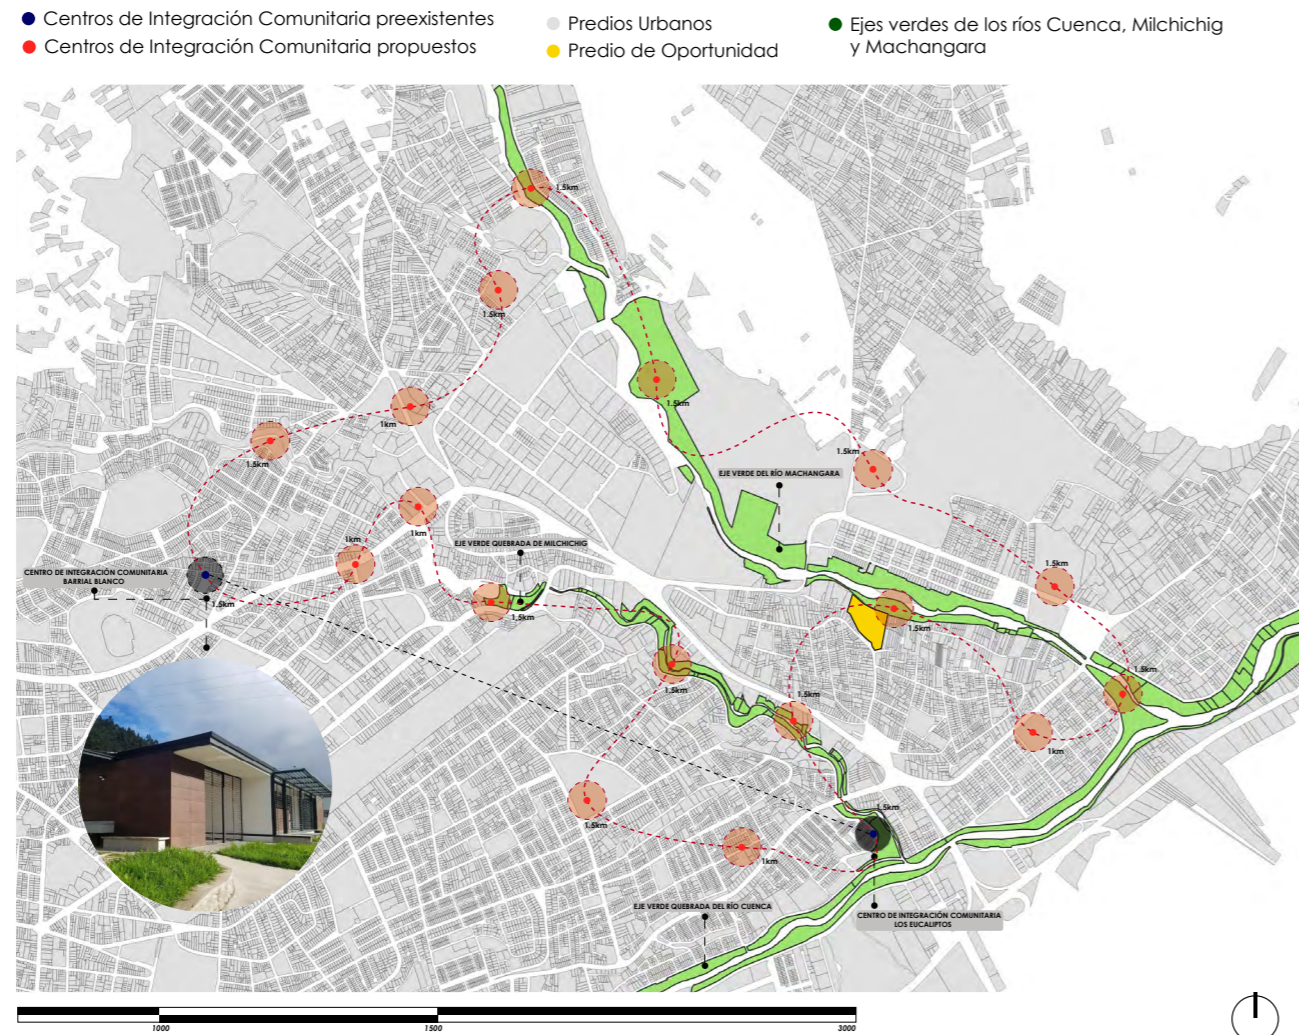 Centros de Integración Comunitaria preexistentes
Centros de Integración Comunitaria propuestos
Predios Urbanos
Predio de Oportunidad
Ejes verdes de los ríos Cuenca, Milchichig
y Machangara
1.5km
1.5km
1.5km
1km
1.5km
1.5km
EJE VERDE DEL RÍO MACHANGARA
1km
1km
EJE VERDE QUEBRADA DE MILCHICHIG
CENTRO DE INTEGRACIÓN COMUNITARIA
BARRIAL BLANCO
1.5km
1.5km
1.5km
1.5km
1.5km
1.5km
1.5km
1km
1.5km
1.5km
1km
EJE VERDE QUEBRADA DEL RÍO CUENCA
CENTRO DE INTEGRACIÓN COMUNITARIA
LOS EUCALIPTOS
1000
1500
3000